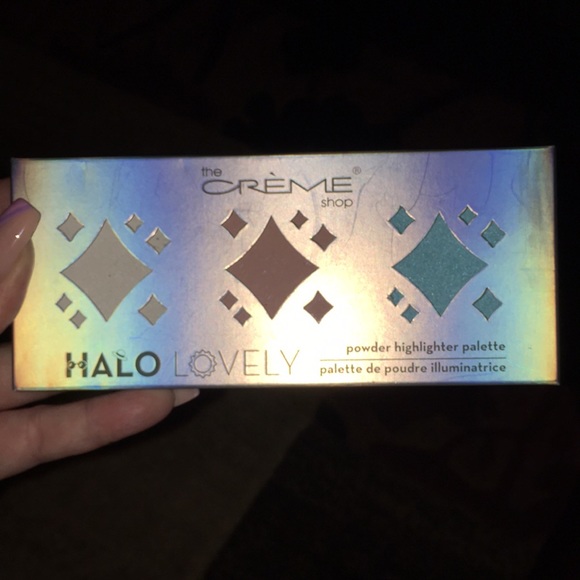 the
CRÈME®
shop
HALO LOVELY
powder highlighter palette
palette de poudre illuminatrice